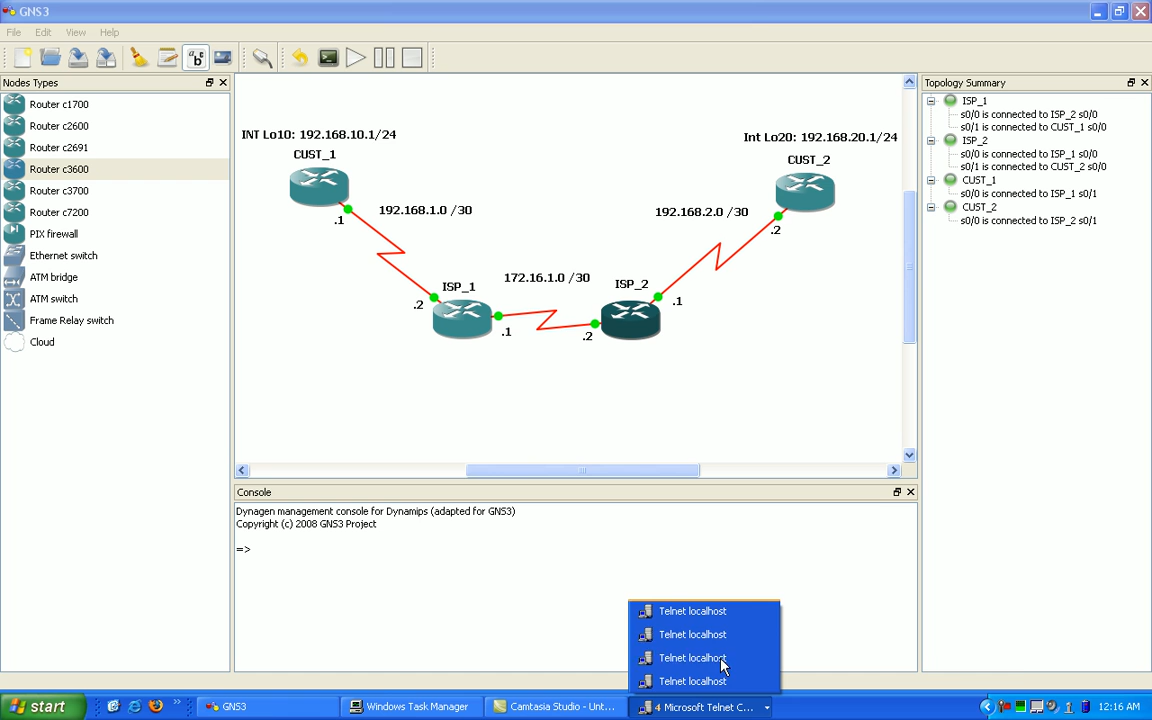 GNS3
File Edit View Help
Nodes Types
Router c1700
Router c2600
Router c2691
Router c3600
Router c3700
Router c7200
PIX firewall
Ethernet switch
ATM bridge
ATM switch
Frame Relay switch
Cloud
INT Lo10: 192.168.10.1/24
CUST_1
.1
192.168.1.0 /30
Int Lo20: 192.168.20.1/24
CUST_2
192.168.2.0 /30
.2
ISP_1
.2
172.16.1.0 /30
.1
ISP_2
.1
.2
Topology Summary
ISP_1
s0/0 is connected to ISP_2 s0/0
s0/1 is connected to CUST_1 s0/0
ISP_2
s0/0 is connected to ISP_1 s0/0
s0/1 is connected to CUST_2 s0/0
CUST_1
s0/0 is connected to ISP_1 s0/1
CUST_2
s0/0 is connected to ISP_2 s0/1
Console
Dynagen management console for Dynamips (adapted for GNS3)
Copyright (c) 2008 GNS3 Project
=>
Telnet localhost
Telnet localhost
Telnet localhost
Telnet localhost
start
GNS3
Windows Task Manager
Camtasia Studio - Unt...
4 Microsoft Telnet C...
12:16 AM